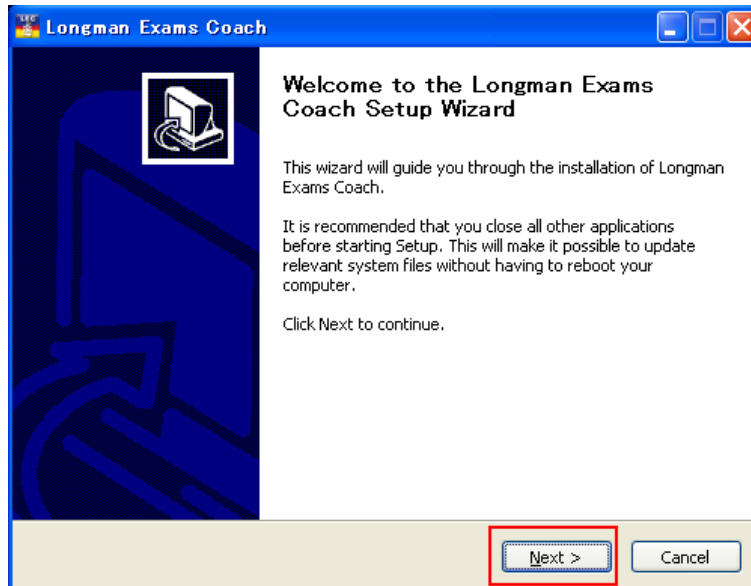 Longman Exams Coach
Welcome to the Longman Exams
Coach Setup Wizard
This wizard will guide you through the installation of Longman
Exams Coach.
It is recommended that you close all other applications
before starting Setup. This will make it possible to update
relevant system files without having to reboot your
computer.
Click Next to continue.
Next >
Cancel